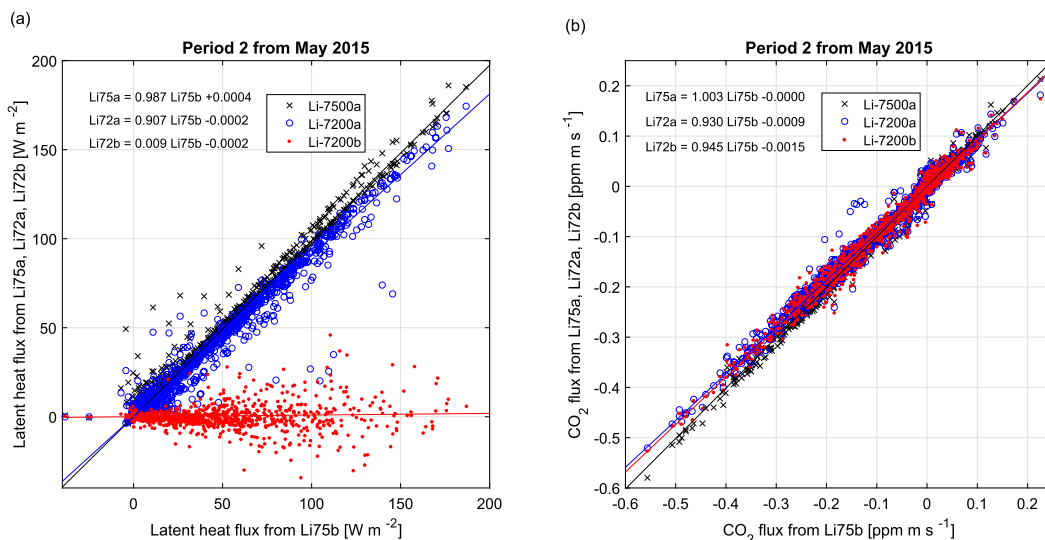 (a)
Period 2 from May 2015
Li75a = 0.987 Li75b +0.0004
Li72a = 0.907 Li75b -0.0002
Li72b = 0.009 Li75b -0.0002
Li-7500a
Li-7200a
Li-7200b
Latent heat flux from Li75a, Li72a, Li72b [W m⁻²]
200
150
100
50
0
0 50 100 150 200
Latent heat flux from Li75b [W m⁻²]
(b)
Period 2 from May 2015
Li75a = 1.003 Li75b -0.0000
Li72a = 0.930 Li75b -0.0009
Li72b = 0.945 Li75b -0.0015
Li-7500a
Li-7200a
Li-7200b
CO₂ flux from Li75a, Li72a, Li72b [ppm m s⁻¹]
0.2
0.1
0
-0.1
-0.2
-0.3
-0.4
-0.5
-0.6
-0.6 -0.5 -0.4 -0.3 -0.2 -0.1 0 0.1 0.2
CO₂ flux from Li75b [ppm m s⁻¹]